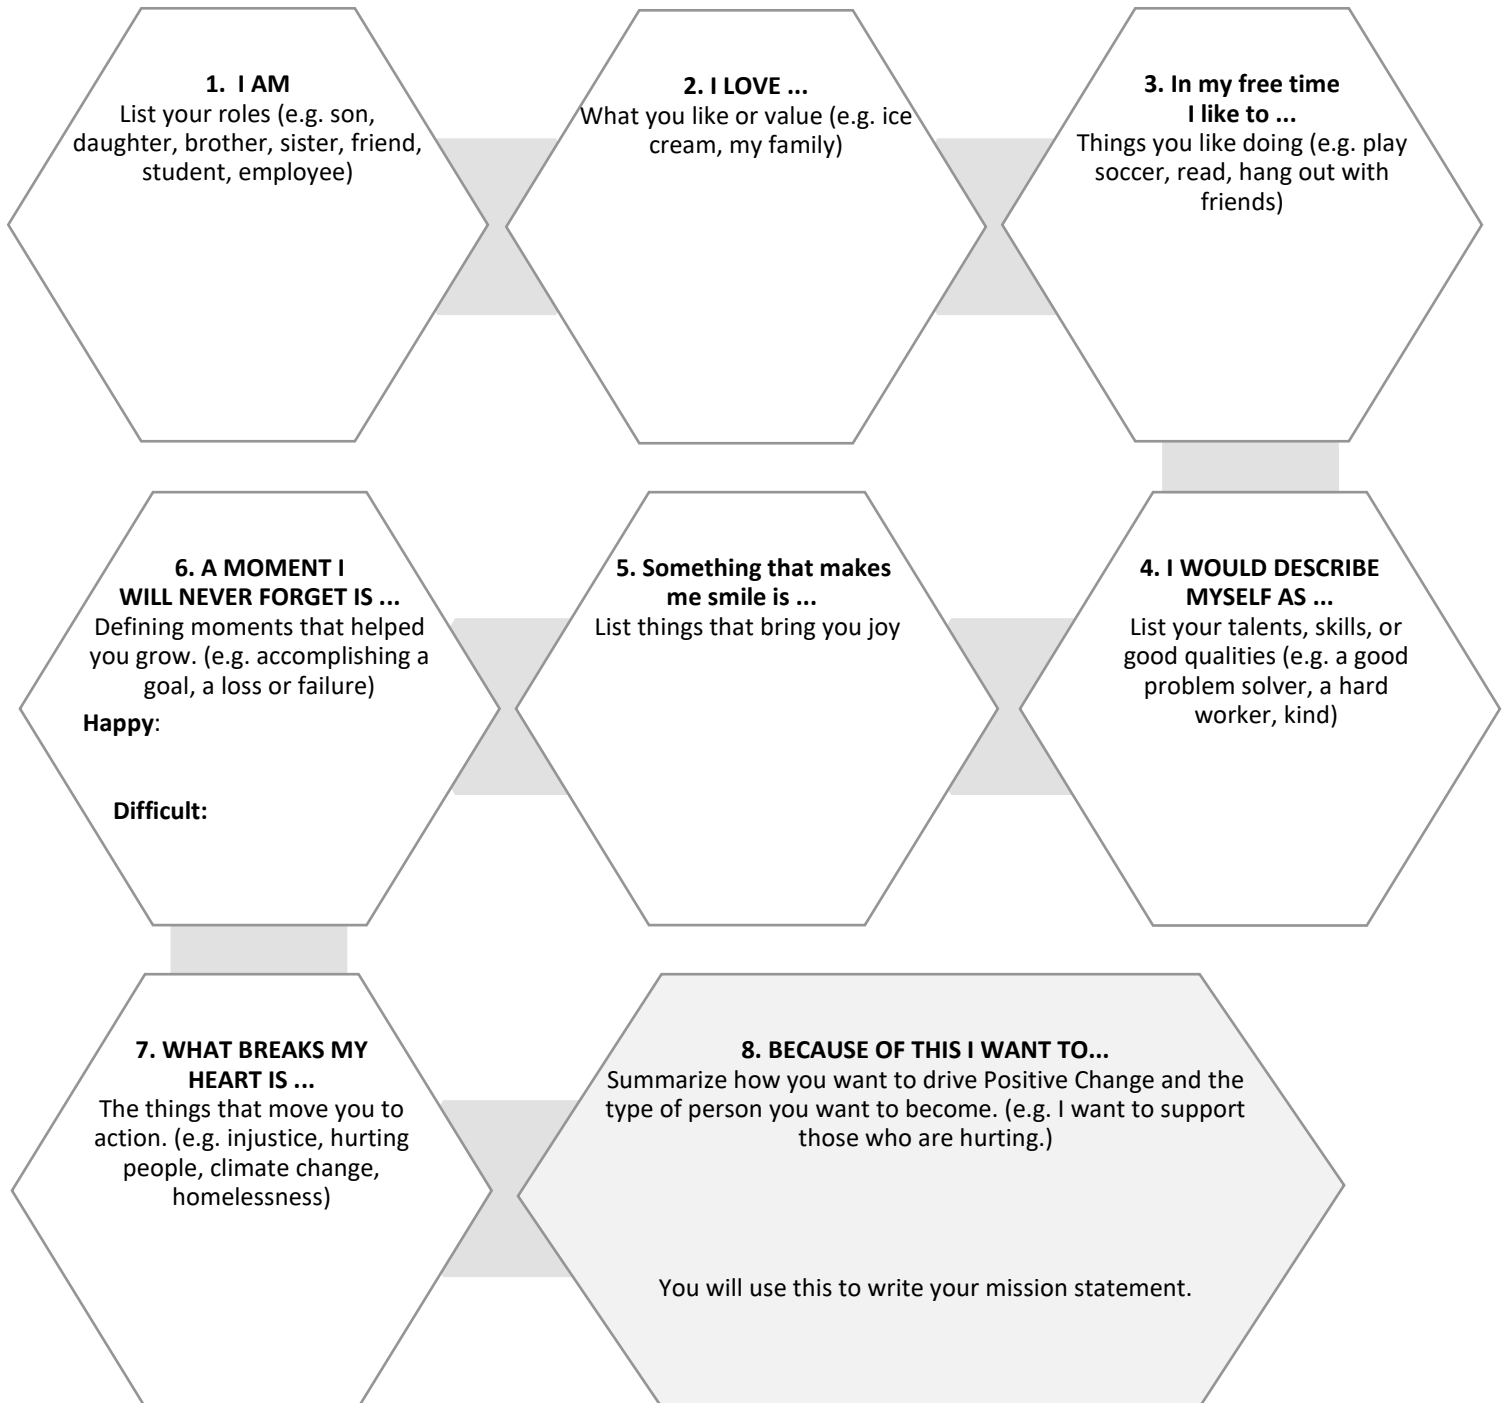 1.  I AM
List your roles (e.g. son,
daughter, brother, sister, friend,
student, employee)
2. I LOVE ...
What you like or value (e.g. ice
cream, my family)
3. In my free time
I like to ...
Things you like doing (e.g. play
soccer, read, hang out with
friends)
4. I WOULD DESCRIBE
MYSELF AS ...
List your talents, skills, or
good qualities (e.g. a good
problem solver, a hard
worker, kind)
5. Something that makes
me smile is ...
List things that bring you joy
6. A MOMENT I
WILL NEVER FORGET IS ...
Defining moments that helped
you grow. (e.g. accomplishing a
goal, a loss or failure)
Happy:
Difficult:
7. WHAT BREAKS MY
HEART IS ...
The things that move you to
action. (e.g. injustice, hurting
people, climate change,
homelessness)
8. BECAUSE OF THIS I WANT TO...
Summarize how you want to drive Positive Change and the
type of person you want to become. (e.g. I want to support
those who are hurting.)
You will use this to write your mission statement.